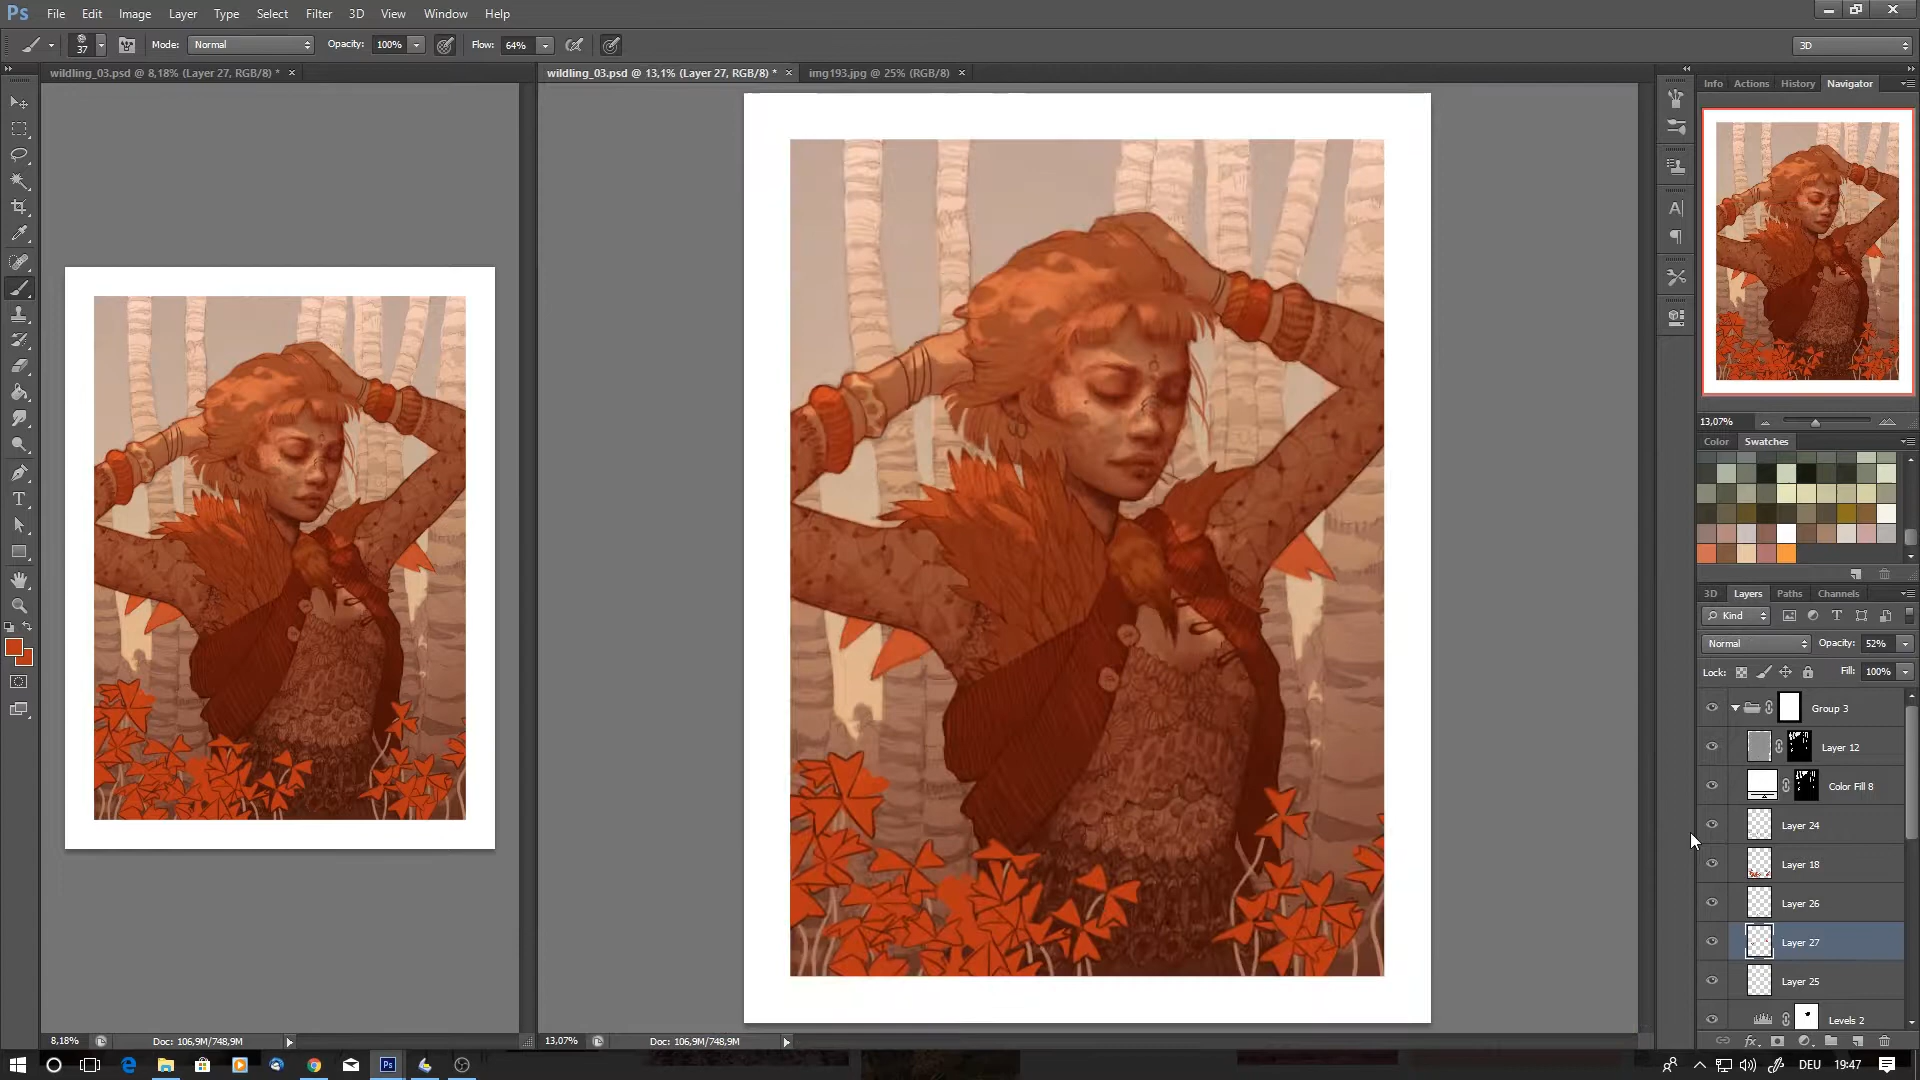 Ps File Edit Image Layer Type Select Filter 3D View Window Help
37 Mode: Normal Opacity: 100% Flow: 64% 3D
wildling_03.psd @ 8,18% (Layer 27, RGB/8) * × wildling_03.psd @ 13,1% (Layer 27, RGB/8) * × img193.jpg @ 25% (RGB/8) ×
Info Actions History Navigator
13,07%
Color Swatches
3D Layers Paths Channels
Kind
Normal Opacity: 52%
Lock: Fill: 100%
Group 3
Layer 12
Color Fill 8
Layer 24
Layer 18
Layer 26
Layer 27
Layer 25
Levels 2
8,18% Doc: 106,9M/748,9M 13,07% Doc: 106,9M/748,9M
Ps DEU 19:47